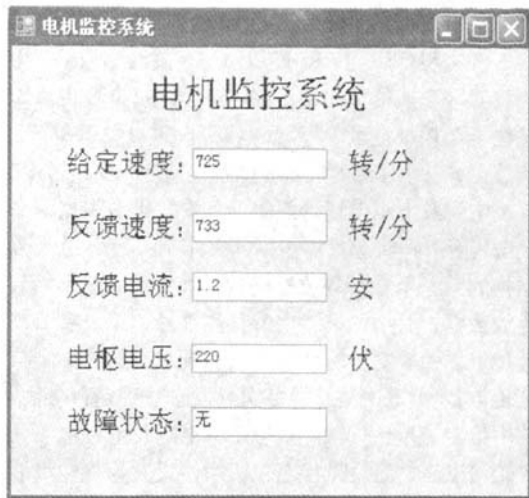 电机监控系统
电机监控系统
给定速度: 725 转/分
反馈速度: 733 转/分
反馈电流: 1.2 安
电枢电压: 220 伏
故障状态: 无